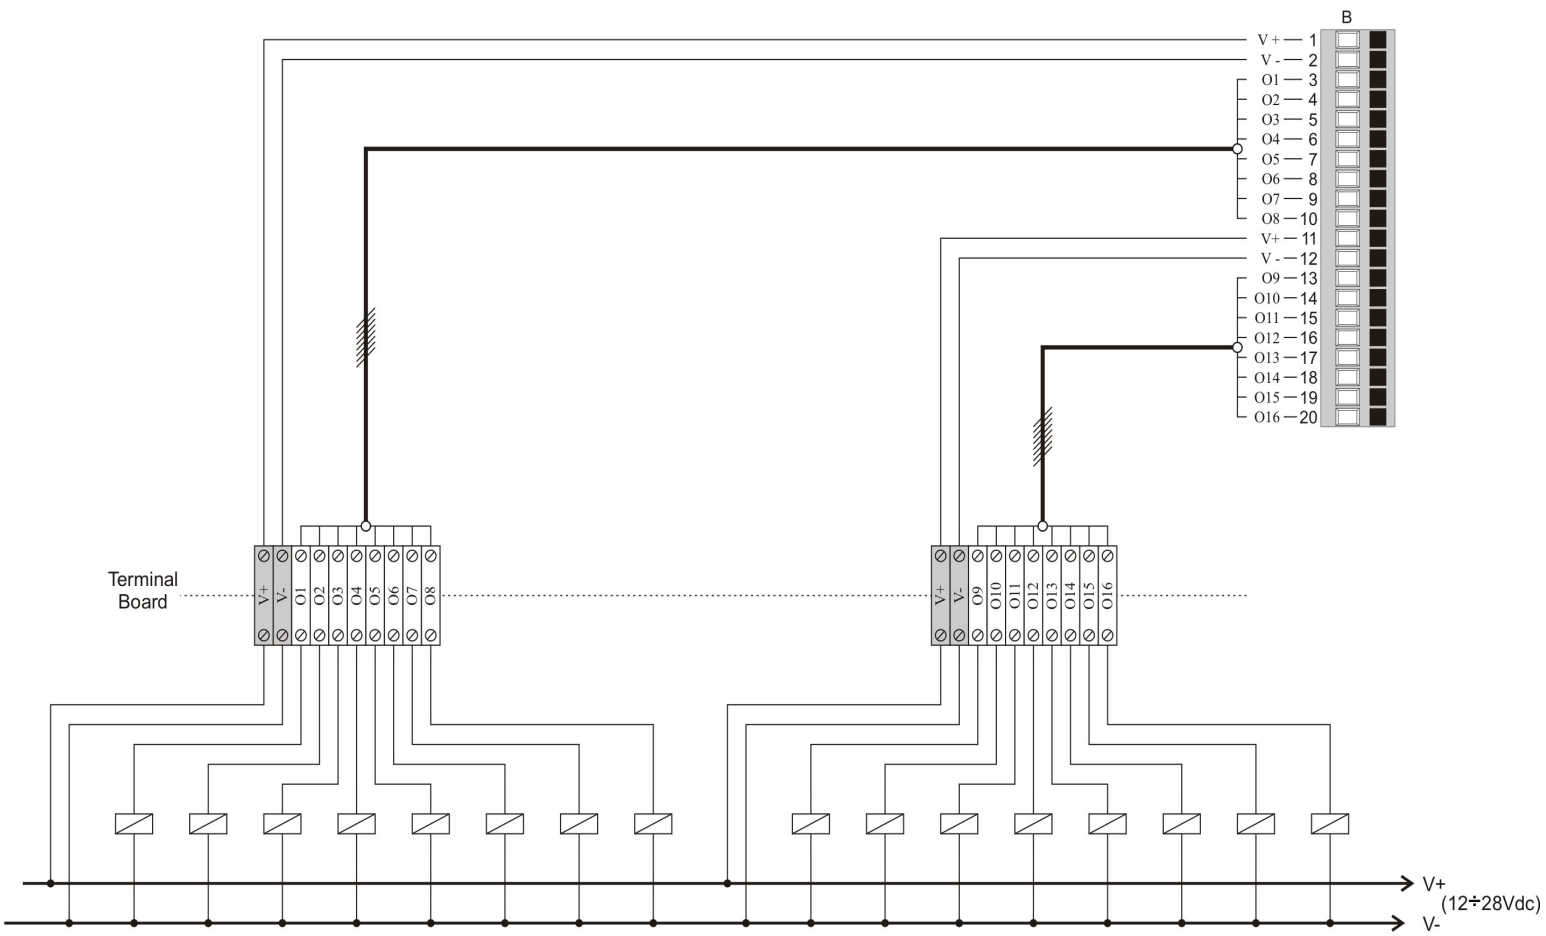 B
V + 1
V - 2
O1 3
O2 4
O3 5
O4 6
O5 7
O6 8
O7 9
O8 10
V+ 11
V - 12
O9 13
O10 14
O11 15
O12 16
O13 17
O14 18
O15 19
O16 20
Terminal
Board
V+ V- O1 O2 O3 O4 O5 O6 O7 O8
V+ V- O9 O10 O11 O12 O13 O14 O15 O16
V+
(12÷28Vdc)
V-